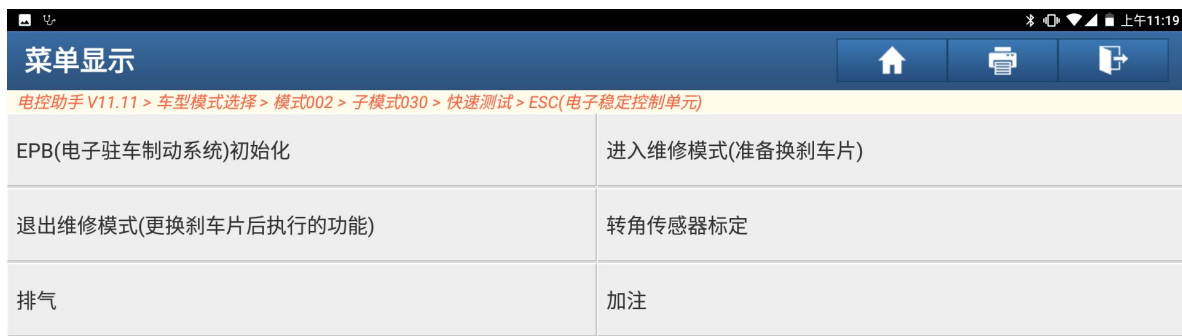 上午11:19
菜单显示
电控助手 V11.11 > 车型模式选择 > 模式002 > 子模式030 > 快速测试 > ESC(电子稳定控制单元)
EPB(电子驻车制动系统)初始化
进入维修模式(准备换刹车片)
退出维修模式(更换刹车片后执行的功能)
转角传感器标定
排气
加注